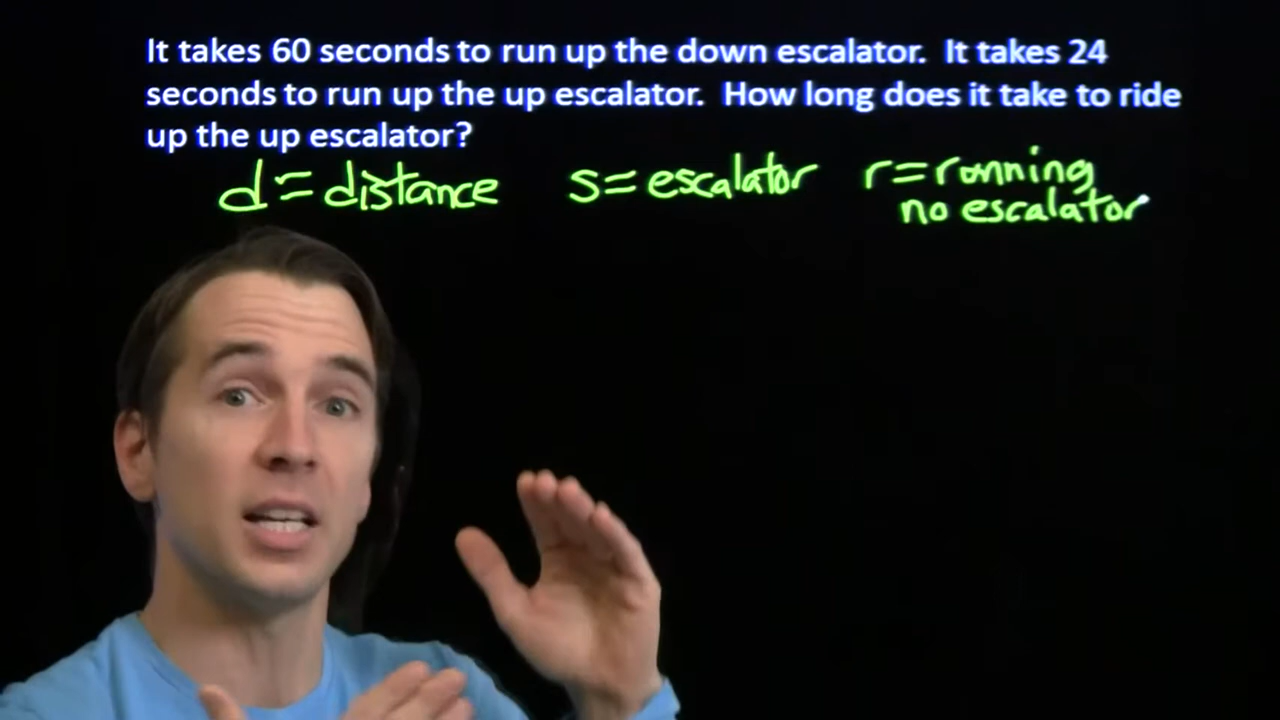 It takes 60 seconds to run up the down escalator. It takes 24
seconds to run up the up escalator. How long does it take to ride
up the up escalator?
d = distance s = escalator r = running
no escalator